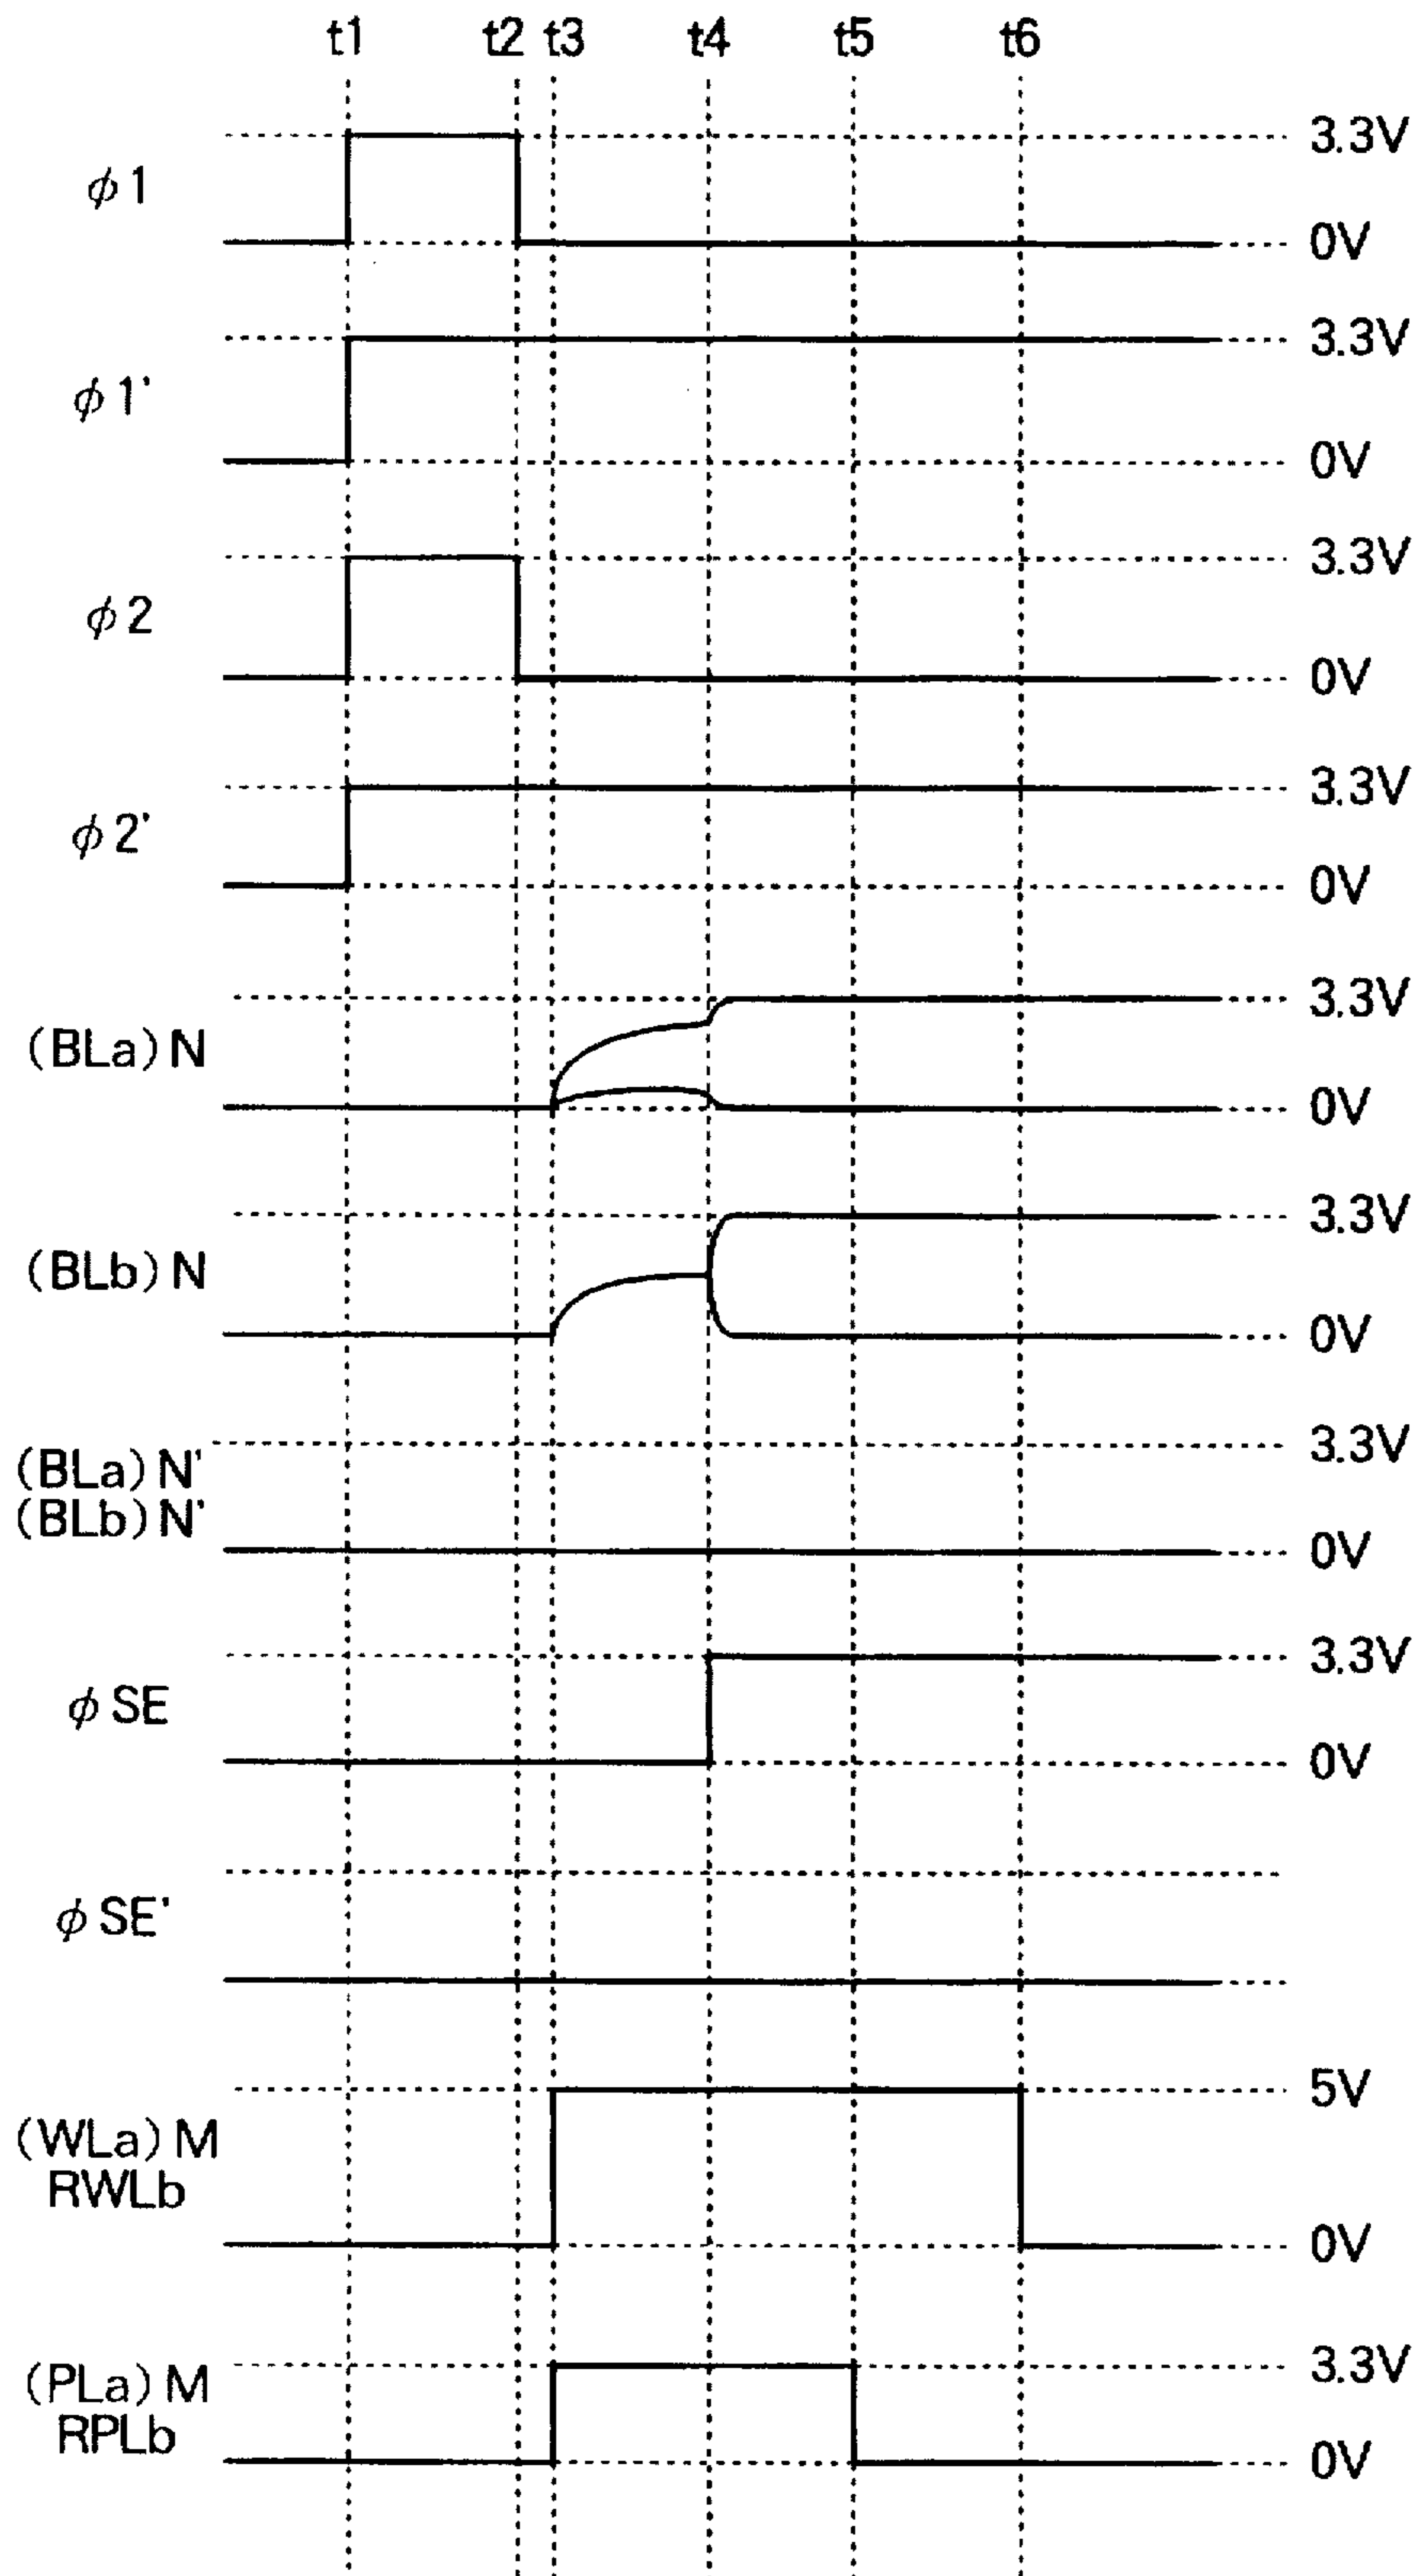 t1 t2 t3 t4 t5 t6
3.3V
ϕ1
0V
3.3V
ϕ1'
0V
3.3V
ϕ2
0V
3.3V
ϕ2'
0V
3.3V
(BLa) N
0V
3.3V
(BLb) N
0V
3.3V
(BLa) N'
(BLb) N'
0V
3.3V
ϕSE
0V
ϕSE'
5V
(WLa) M
RWLb
0V
3.3V
(PLa) M
RPLb
0V